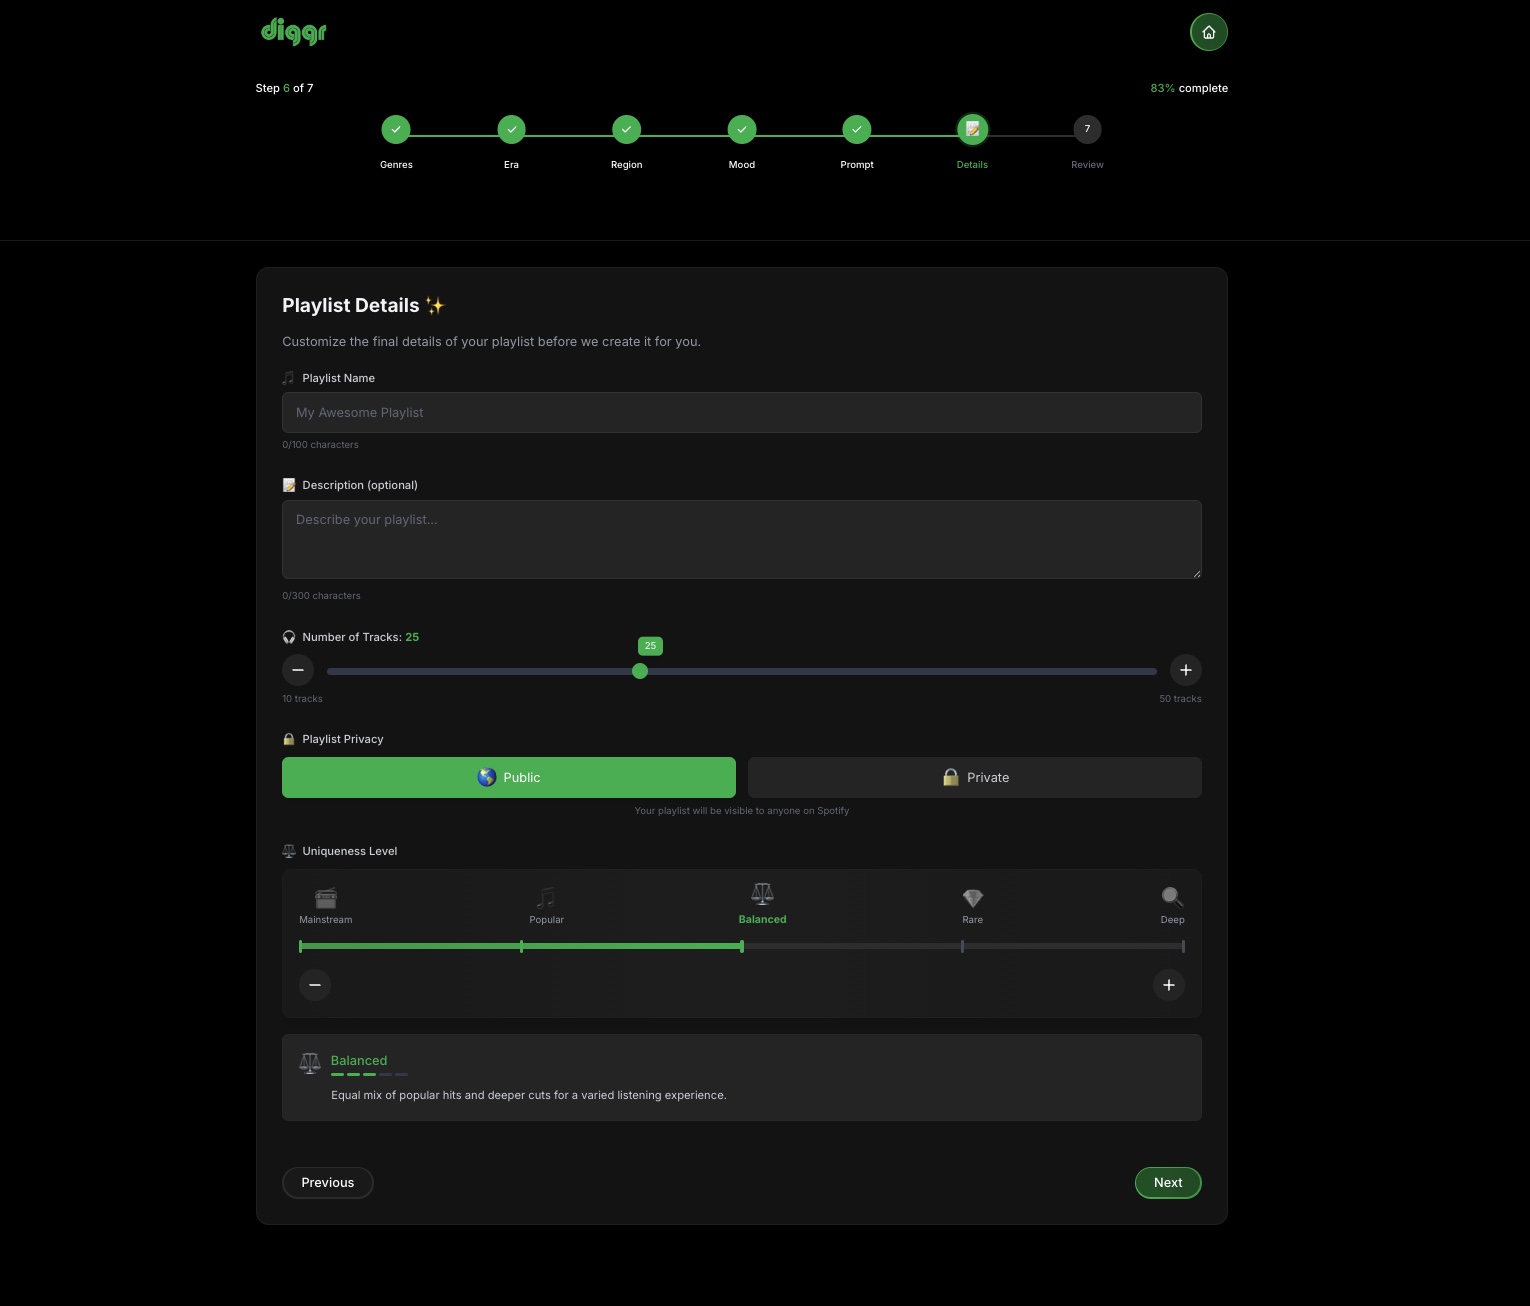 diggr
Step 6 of 7
83% complete
7
Genres
Era
Region
Mood
Prompt
Details
Review
Playlist Details ✨
Customize the final details of your playlist before we create it for you.
Playlist Name
My Awesome Playlist
0/100 characters
Description (optional)
Describe your playlist...
0/300 characters
Number of Tracks: 25
25
10 tracks
50 tracks
Playlist Privacy
Public
Private
Your playlist will be visible to anyone on Spotify
Uniqueness Level
Mainstream
Popular
Balanced
Rare
Deep
Balanced
Equal mix of popular hits and deeper cuts for a varied listening experience.
Previous
Next